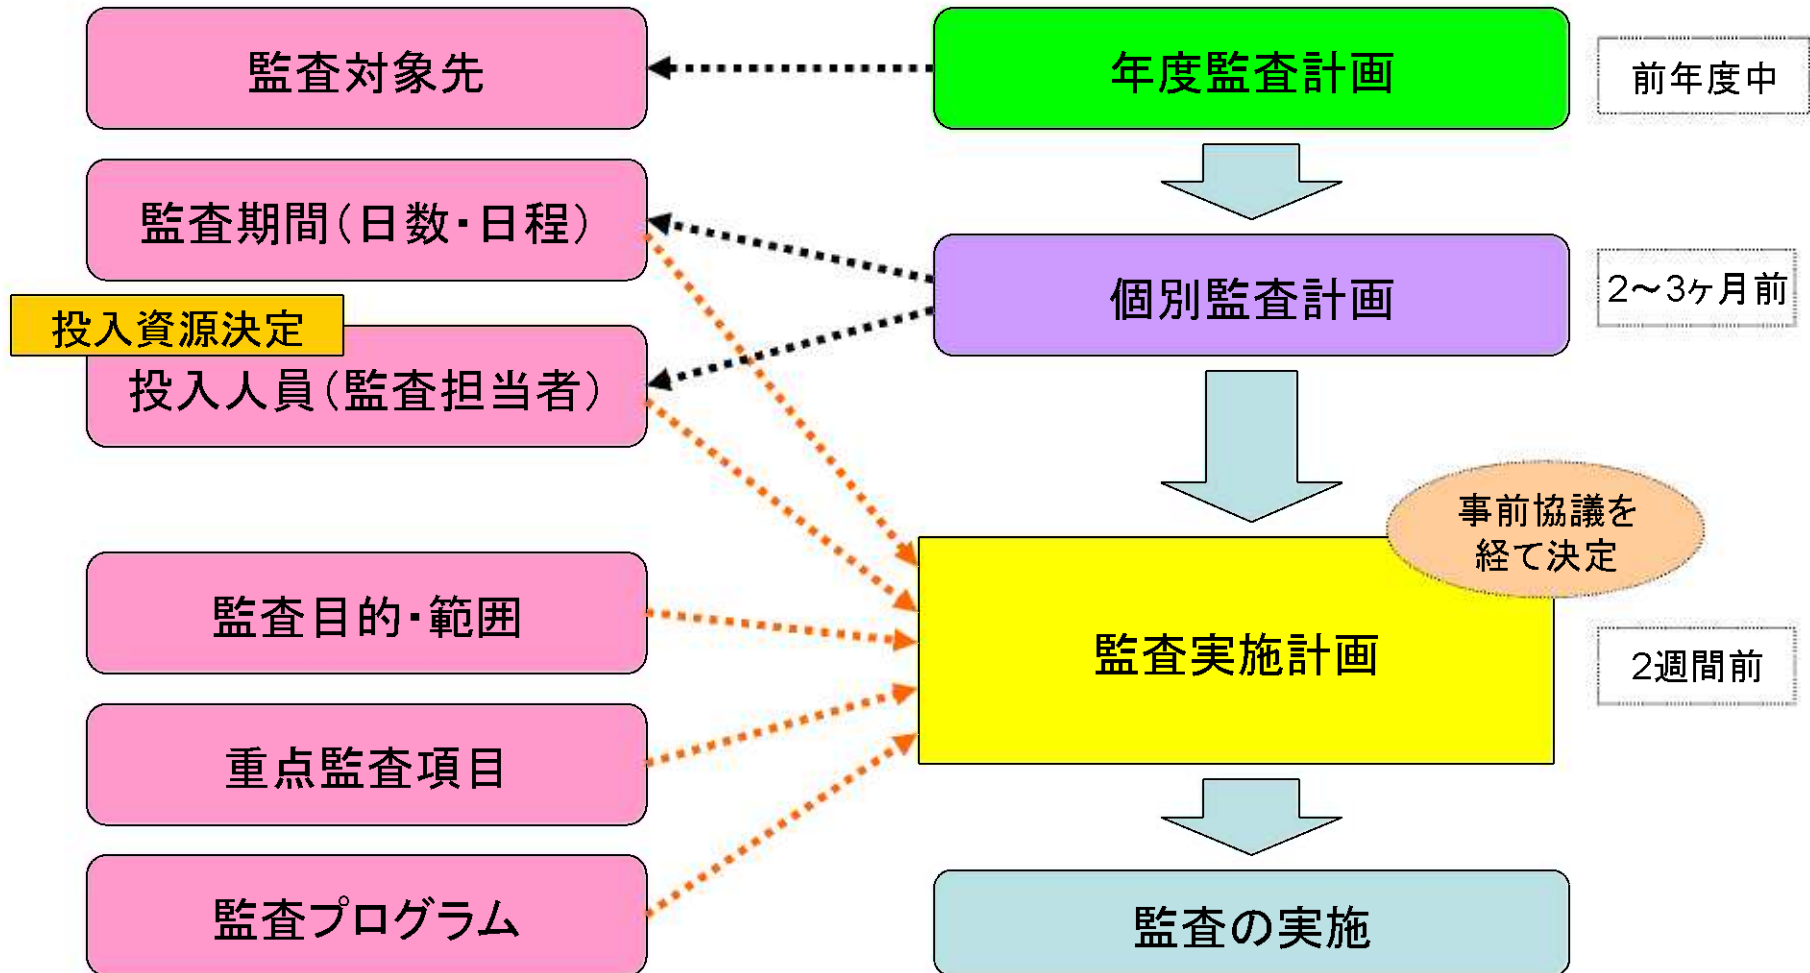 監査対象先
年度監査計画
前年度中
監査期間(日数・日程)
個別監査計画
2～3ヶ月前
投入資源決定
投入人員(監査担当者)
事前協議を
経て決定
監査目的・範囲
監査実施計画
2週間前
重点監査項目
監査プログラム
監査の実施